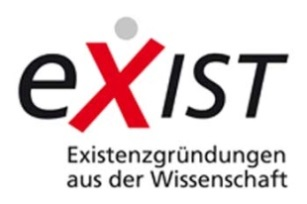 eXIST
Existenzgründungen
aus der Wissenschaft